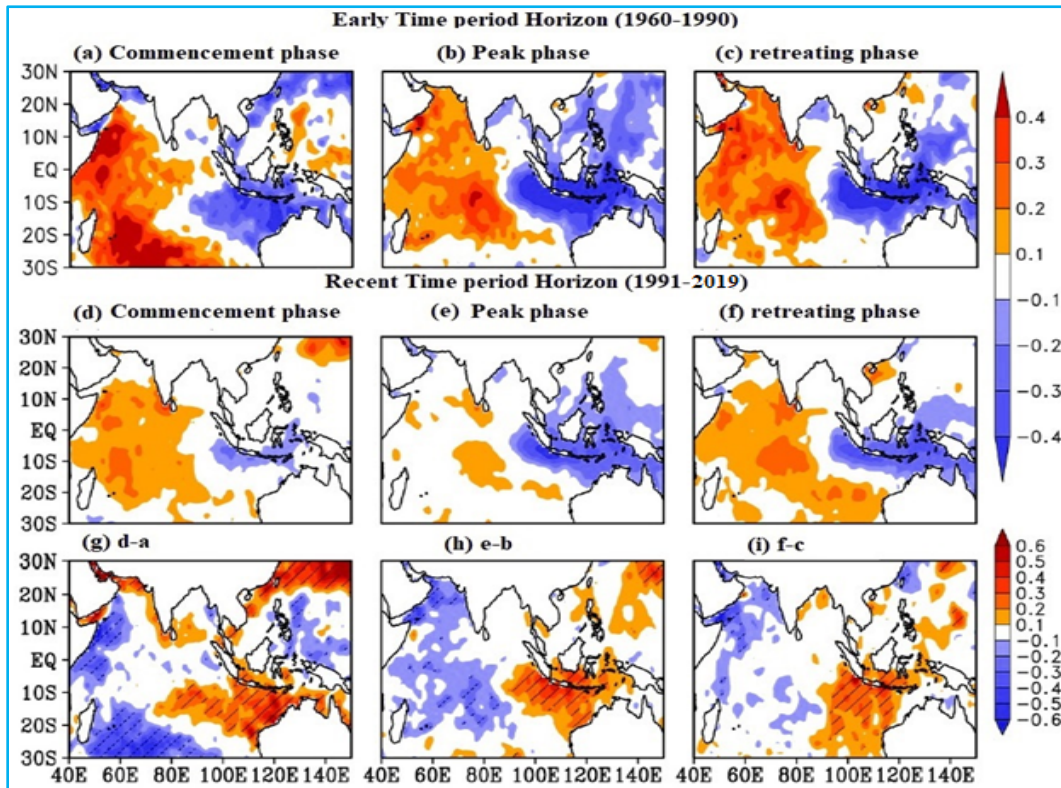 Early Time period Horizon (1960-1990)
(a) Commencement phase (b) Peak phase (c) retreating phase
30N
20N
10N
EQ
10S
20S
30S
0.4
0.3
0.2
0.1
−0.1
−0.2
−0.3
−0.4
Recent Time period Horizon (1991-2019)
(d) Commencement phase (e) Peak phase (f) retreating phase
30N
20N
10N
EQ
10S
20S
30S
(g) d-a (h) e-b (i) f-c
30N
20N
10N
EQ
10S
20S
30S
0.6
0.5
0.4
0.3
0.2
0.1
−0.1
−0.2
−0.3
−0.4
−0.5
−0.6
40E 60E 80E 100E 120E 140E 40E 60E 80E 100E 120E 140E 40E 60E 80E 100E 120E 140E